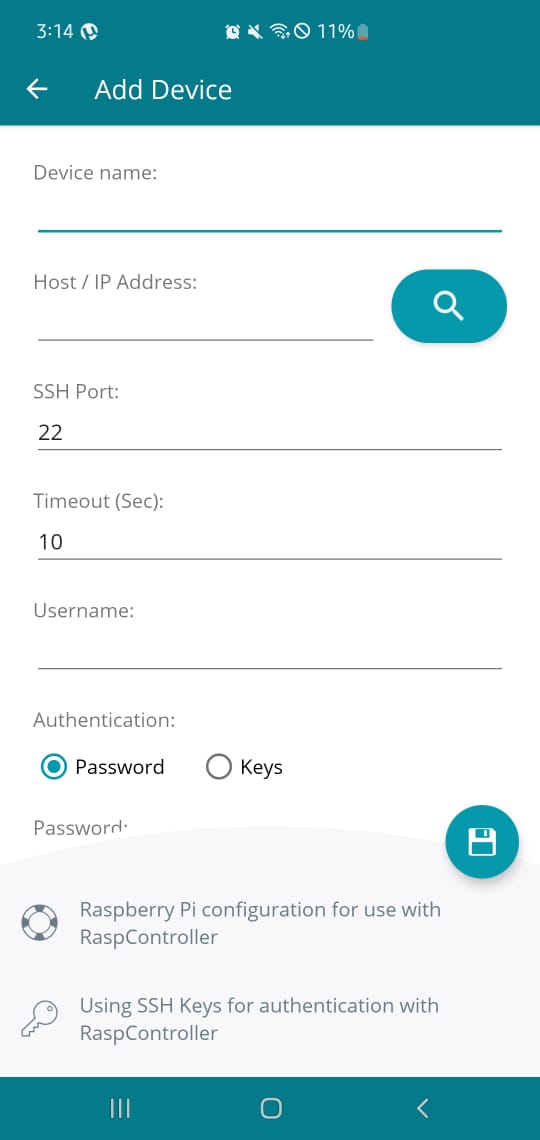 3:14
11%
Add Device
Device name:
Host / IP Address:
SSH Port:
22
Timeout (Sec):
10
Username:
Authentication:
Password Keys
Password:
Raspberry Pi configuration for use with
RaspController
Using SSH Keys for authentication with
RaspController